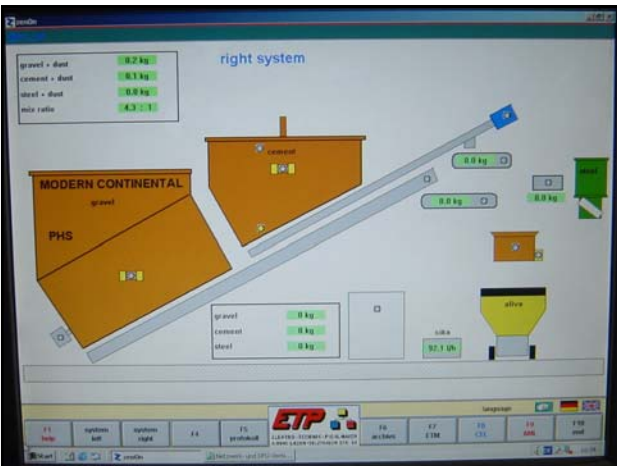 zenOn
right system
gravel + dust 0.2 kg
cement + dust 0.1 kg
steel + dust 0.0 kg
mix ratio 4.3 : 1
cement
0.0 kg
steel
MODERN CONTINENTAL
gravel
0.0 kg
0.0 kg
PHS
gravel 0 kg
cement 0 kg
steel 0 kg
alive
sika
92.1 l/h
language
F1 help
system left
system right
F4
F5 protokoll
ETP
F6 archive
F7 ETM
F8
F9
F10 end
Start
zenOn